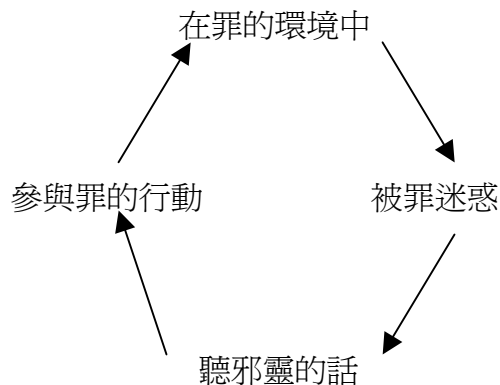 在罪的環境中
參與罪的行動
被罪迷惑
聽邪靈的話